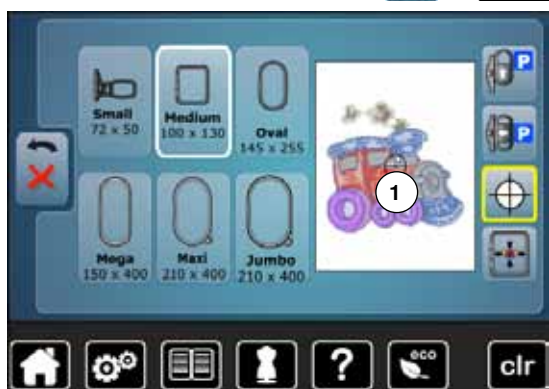 P
Small
72 x 50
Medium
100 x 130
Oval
145 x 255
P
1
Mega
150 x 400
Maxi
210 x 400
Jumbo
210 x 400
?
eco
clr